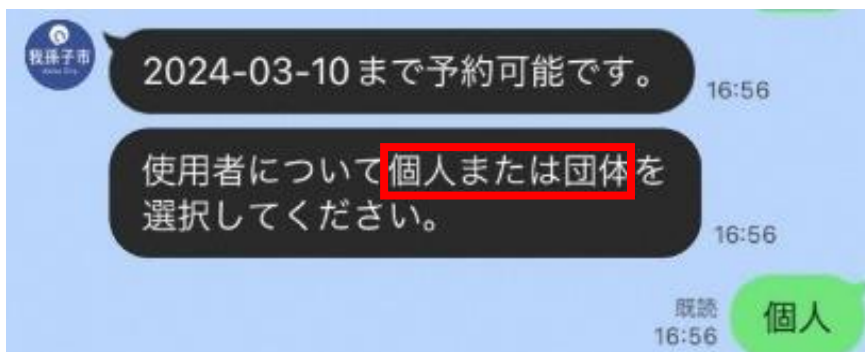 我孫子市
2024-03-10まで予約可能です。
16:56
使用者について個人または団体を
選択してください。
16:56
既読
16:56
個人